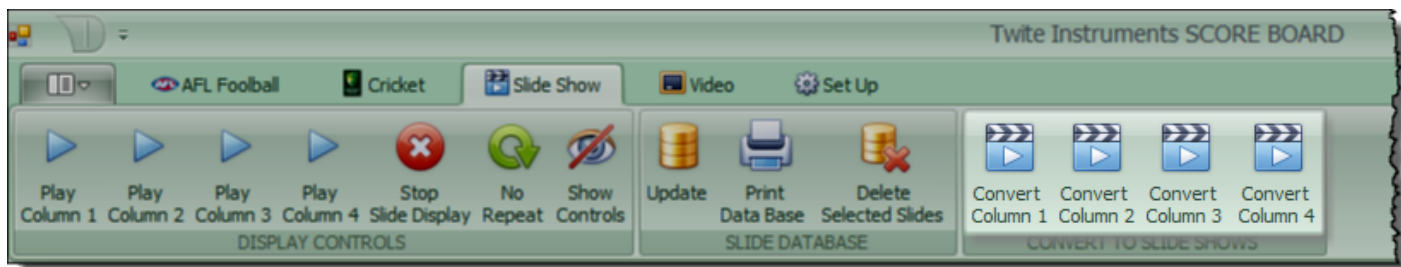 Twite Instruments SCORE BOARD
AFL Foolball Cricket Slide Show Video Set Up
Play Play Play Play Stop No Show Update Print Delete Convert Convert Convert Convert
Column 1 Column 2 Column 3 Column 4 Slide Display Repeat Controls Data Base Selected Slides Column 1 Column 2 Column 3 Column 4
DISPLAY CONTROLS SLIDE DATABASE CONVERT TO SLIDE SHOWS